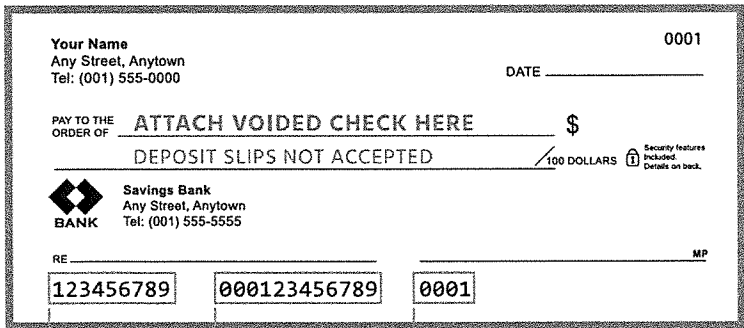 Your Name
0001
Any Street, Anytown
Tel: (001) 555-0000
DATE
PAY TO THE
ORDER OF
ATTACH VOIDED CHECK HERE
$
DEPOSIT SLIPS NOT ACCEPTED
/100 DOLLARS
Security features
Included.
Details on back.
BANK
Savings Bank
Any Street, Anytown
Tel: (001) 555-5555
RE
MP
123456789 000123456789 0001